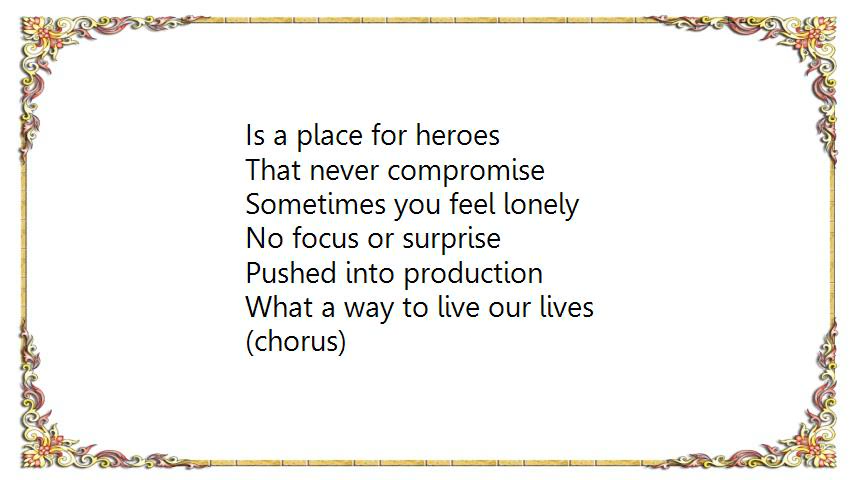 Is a place for heroes
That never compromise
Sometimes you feel lonely
No focus or surprise
Pushed into production
What a way to live our lives
(chorus)